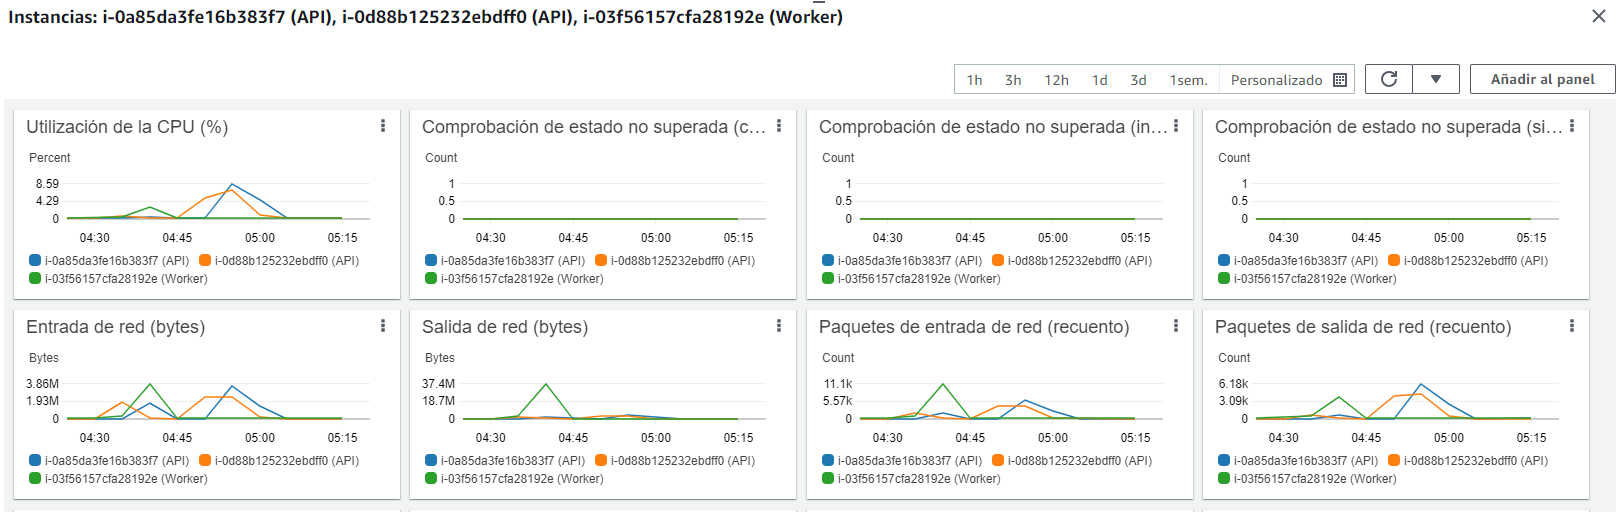 Instancias: i-0a85da3fe16b383f7 (API), i-0d88b125232ebdff0 (API), i-03f56157cfa28192e (Worker)
1h 3h 12h 1d 3d 1sem. Personalizado Añadir al panel
Utilización de la CPU (%)
Percent
8.59
4.29
0
04:30 04:45 05:00 05:15
i-0a85da3fe16b383f7 (API) i-0d88b125232ebdff0 (API)
i-03f56157cfa28192e (Worker)
Comprobación de estado no superada (c...
Count
1
0.5
0
04:30 04:45 05:00 05:15
i-0a85da3fe16b383f7 (API) i-0d88b125232ebdff0 (API)
i-03f56157cfa28192e (Worker)
Comprobación de estado no superada (in...
Count
1
0.5
0
04:30 04:45 05:00 05:15
i-0a85da3fe16b383f7 (API) i-0d88b125232ebdff0 (API)
i-03f56157cfa28192e (Worker)
Comprobación de estado no superada (si...
Count
1
0.5
0
04:30 04:45 05:00 05:15
i-0a85da3fe16b383f7 (API) i-0d88b125232ebdff0 (API)
i-03f56157cfa28192e (Worker)
Entrada de red (bytes)
Bytes
3.86M
1.93M
0
04:30 04:45 05:00 05:15
i-0a85da3fe16b383f7 (API) i-0d88b125232ebdff0 (API)
i-03f56157cfa28192e (Worker)
Salida de red (bytes)
Bytes
37.4M
18.7M
0
04:30 04:45 05:00 05:15
i-0a85da3fe16b383f7 (API) i-0d88b125232ebdff0 (API)
i-03f56157cfa28192e (Worker)
Paquetes de entrada de red (recuento)
Count
11.1k
5.57k
0
04:30 04:45 05:00 05:15
i-0a85da3fe16b383f7 (API) i-0d88b125232ebdff0 (API)
i-03f56157cfa28192e (Worker)
Paquetes de salida de red (recuento)
Count
6.18k
3.09k
0
04:30 04:45 05:00 05:15
i-0a85da3fe16b383f7 (API) i-0d88b125232ebdff0 (API)
i-03f56157cfa28192e (Worker)